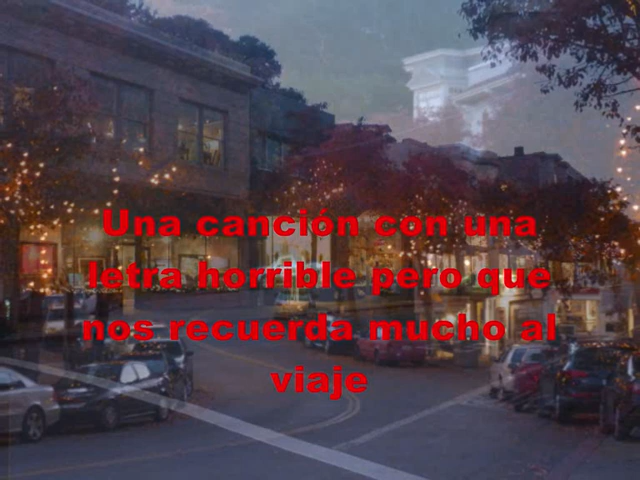 Una canción con una
letra horrible pero que
nos recuerda mucho al
viaje